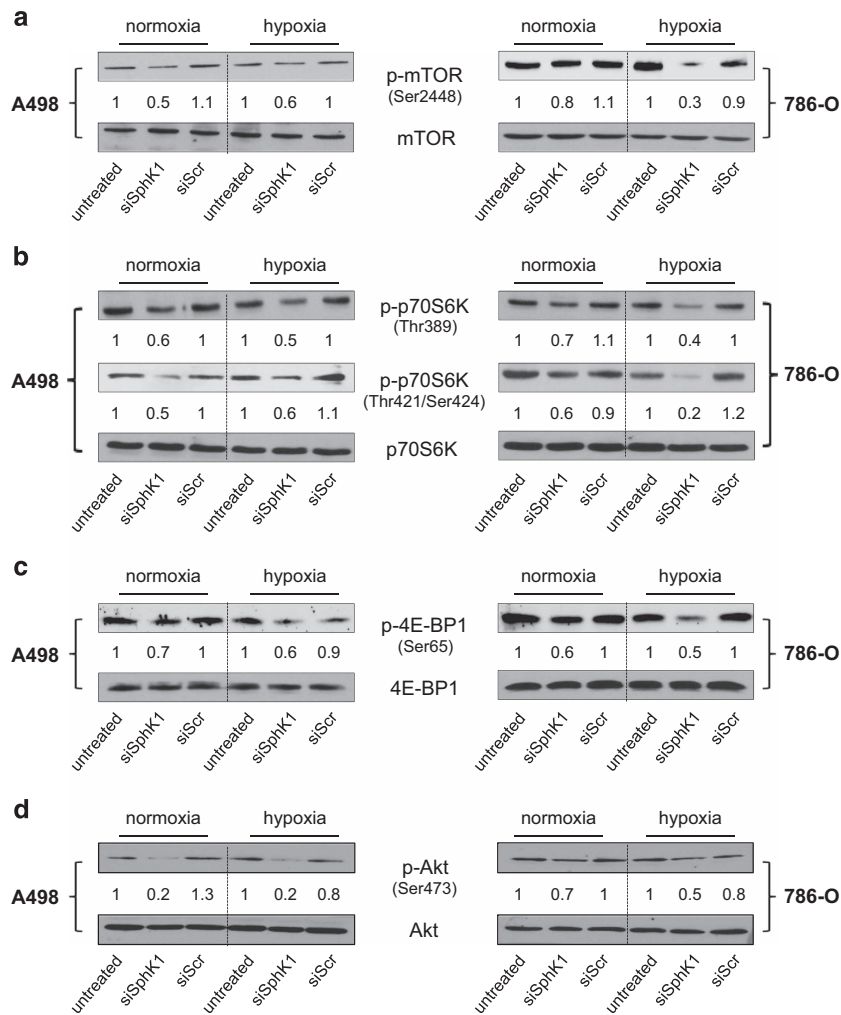 a
normoxia hypoxia normoxia hypoxia
A498 p-mTOR 786-O
(Ser2448)
1 0.5 1.1 1 0.6 1 1 0.8 1.1 1 0.3 0.9
mTOR
untreated siSphK1 siScr untreated siSphK1 siScr untreated siSphK1 siScr untreated siSphK1 siScr
b
normoxia hypoxia normoxia hypoxia
p-p70S6K
(Thr389)
1 0.6 1 1 0.5 1 1 0.7 1.1 1 0.4 1
A498 p-p70S6K 786-O
(Thr421/Ser424)
1 0.5 1 1 0.6 1.1 1 0.6 0.9 1 0.2 1.2
p70S6K
untreated siSphK1 siScr untreated siSphK1 siScr untreated siSphK1 siScr untreated siSphK1 siScr
c
normoxia hypoxia normoxia hypoxia
p-4E-BP1
(Ser65)
A498 1 0.7 1 1 0.6 0.9 1 0.6 1 1 0.5 1 786-O
4E-BP1
untreated siSphK1 siScr untreated siSphK1 siScr untreated siSphK1 siScr untreated siSphK1 siScr
d
normoxia hypoxia normoxia hypoxia
p-Akt
(Ser473)
A498 1 0.2 1.3 1 0.2 0.8 1 0.7 1 1 0.5 0.8 786-O
Akt
untreated siSphK1 siScr untreated siSphK1 siScr untreated siSphK1 siScr untreated siSphK1 siScr